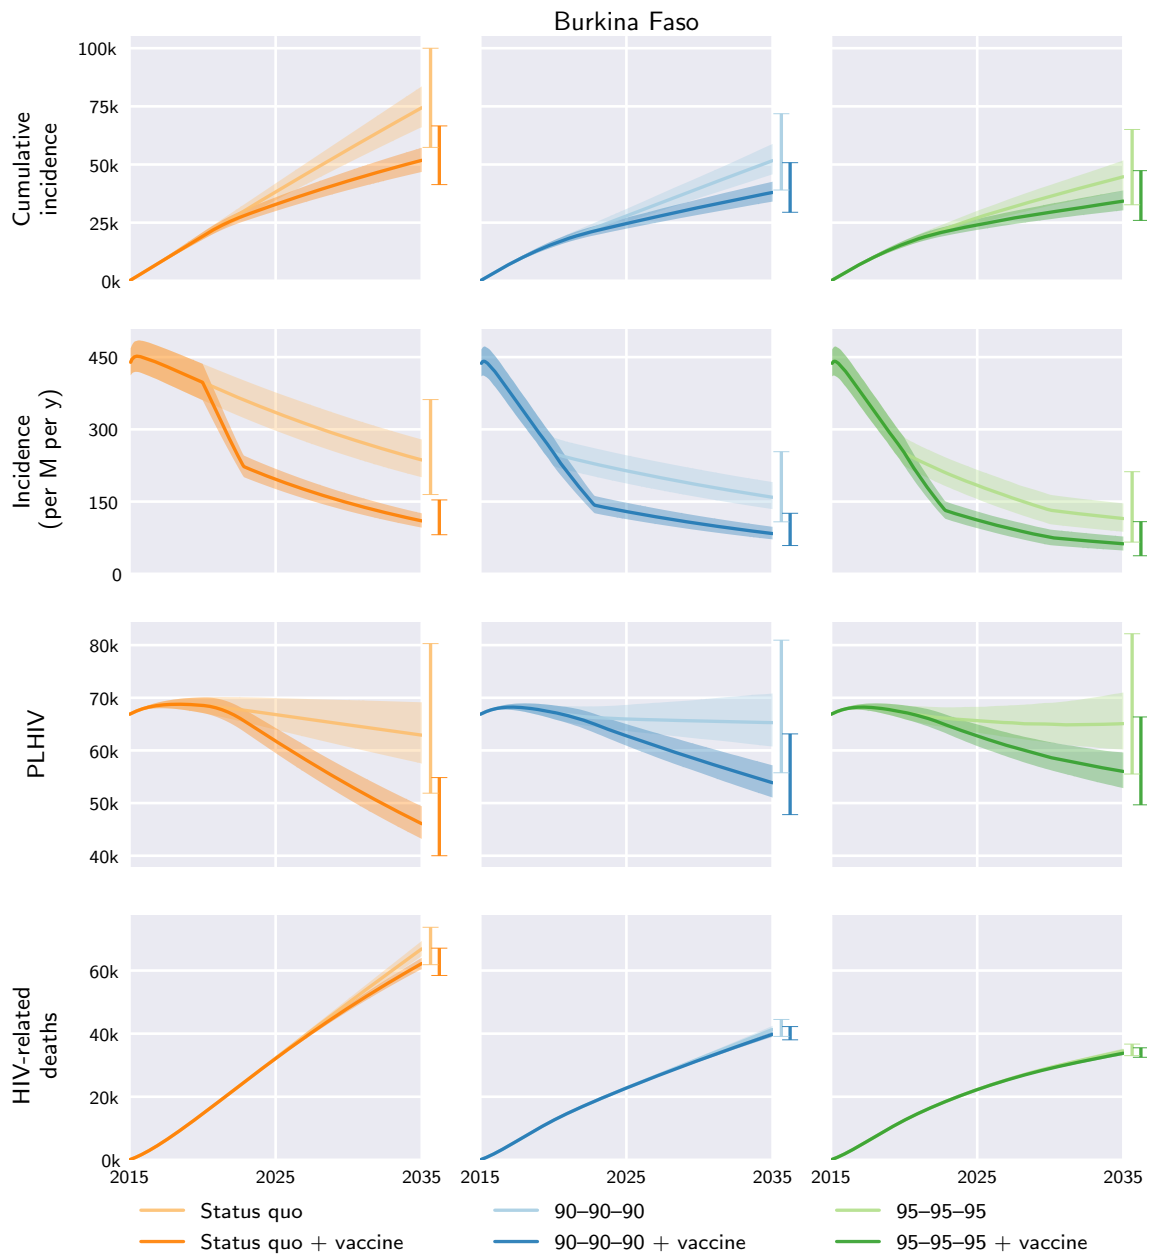 Burkina Faso
Cumulative
incidence
100k
75k
50k
25k
0k
Incidence
(per M per y)
450
300
150
0
PLHIV
80k
70k
60k
50k
40k
HIV-related
deaths
60k
40k
20k
0k
2015 2025 2035 2015 2025 2035 2015 2025 2035
Status quo 90–90–90 95–95–95
Status quo + vaccine 90–90–90 + vaccine 95–95–95 + vaccine